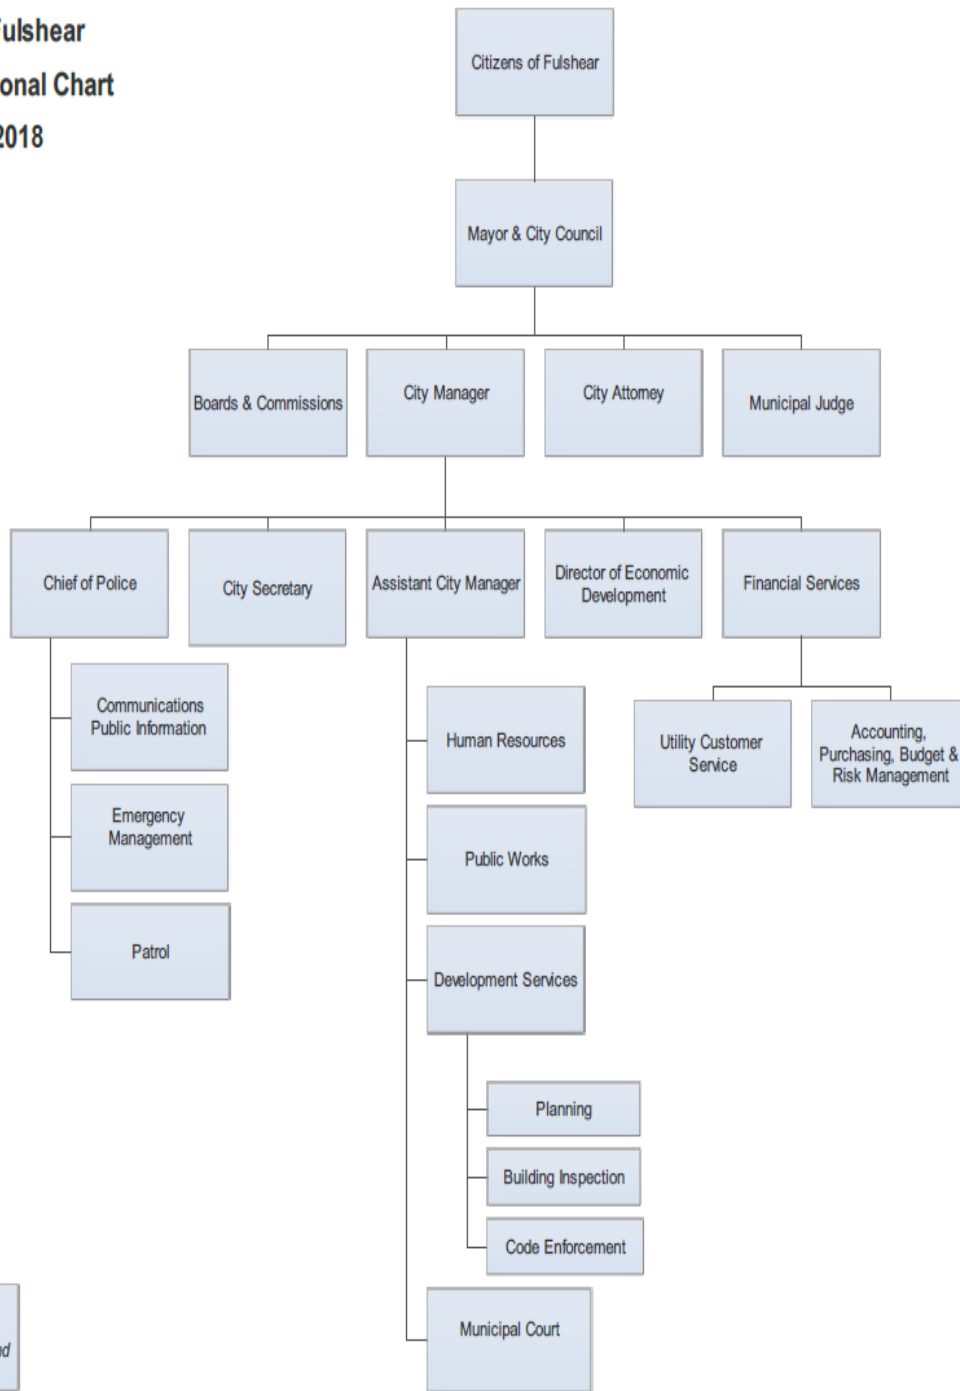 Fulshear
onal Chart
2018
Citizens of Fulshear
Mayor & City Council
Boards & Commissions
City Manager
City Attorney
Municipal Judge
Chief of Police
City Secretary
Assistant City Manager
Director of Economic
Development
Financial Services
Communications
Public Information
Emergency
Management
Patrol
Human Resources
Public Works
Development Services
Planning
Building Inspection
Code Enforcement
Municipal Court
Utility Customer
Service
Accounting,
Purchasing, Budget &
Risk Management
nd